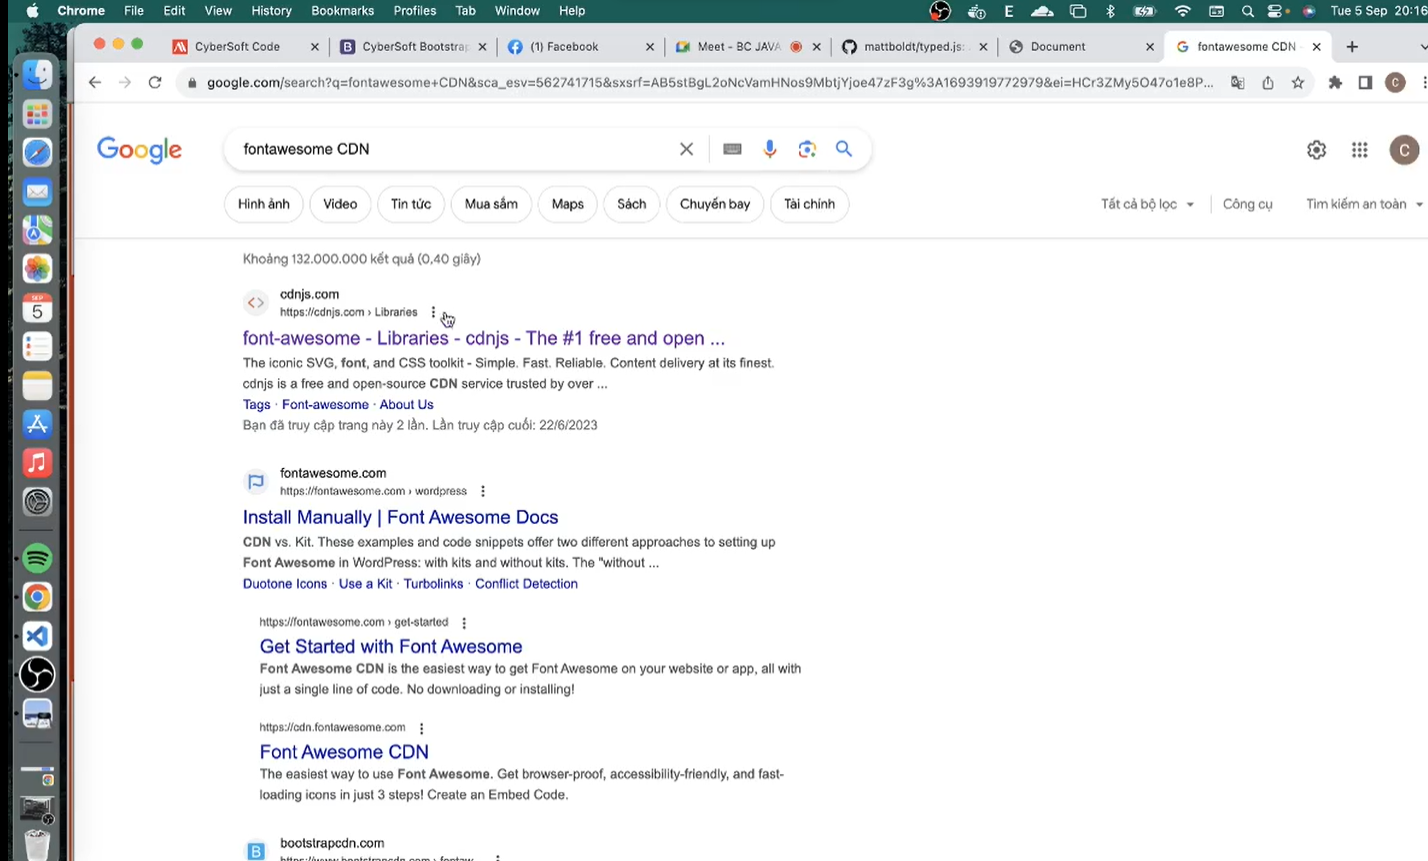 Chrome File Edit View History Bookmarks Profiles Tab Window Help E Tue 5 Sep 20:16
CyberSoft Code CyberSoft Bootstrap (1) Facebook Meet - BC JAVA mattboldt/typed.js: Document fontawesome CDN -
google.com/search?q=fontawesome+CDN&sca_esv=562741715&sxsrf=AB5stBgL2oNcVamHNos9MbtjYjoe47zF3g%3A1693919772979&ei=HCr3ZMy5O47o1e8P... C
Google
fontawesome CDN
C
Hình ảnh Video Tin tức Mua sắm Maps Sách Chuyến bay Tài chính
Tất cả bộ lọc Công cụ Tìm kiếm an toàn
Khoảng 132.000.000 kết quả (0,40 giây)
cdnjs.com
https://cdnjs.com › Libraries
font-awesome - Libraries - cdnjs - The #1 free and open ...
The iconic SVG, font, and CSS toolkit - Simple. Fast. Reliable. Content delivery at its finest.
cdnjs is a free and open-source CDN service trusted by over ...
Tags · Font-awesome · About Us
Bạn đã truy cập trang này 2 lần. Lần truy cập cuối: 22/6/2023
fontawesome.com
https://fontawesome.com › wordpress
Install Manually | Font Awesome Docs
CDN vs. Kit. These examples and code snippets offer two different approaches to setting up
Font Awesome in WordPress: with kits and without kits. The "without ...
Duotone Icons · Use a Kit · Turbolinks · Conflict Detection
https://fontawesome.com › get-started
Get Started with Font Awesome
Font Awesome CDN is the easiest way to get Font Awesome on your website or app, all with
just a single line of code. No downloading or installing!
https://cdn.fontawesome.com
Font Awesome CDN
The easiest way to use Font Awesome. Get browser-proof, accessibility-friendly, and fast-
loading icons in just 3 steps! Create an Embed Code.
bootstrapcdn.com
https://www.bootstrapcdn.com › fontaw...
SEP
5